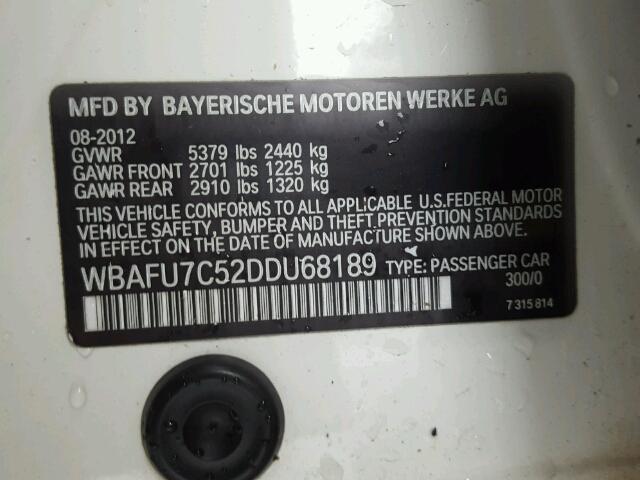 MFD BY BAYERISCHE MOTOREN WERKE AG
08-2012
GVWR 5379 lbs 2440 kg
GAWR FRONT 2701 lbs 1225 kg
GAWR REAR 2910 lbs 1320 kg
THIS VEHICLE CONFORMS TO ALL APPLICABLE U.S.FEDERAL MOTOR
VEHICLE SAFETY, BUMPER AND THEFT PREVENTION STANDARDS
IN EFFECT ON THE DATE OF MANUFACTURE SHOWN ABOVE.
WBAFU7C52DDU68189 TYPE: PASSENGER CAR
300/0
7 315 814